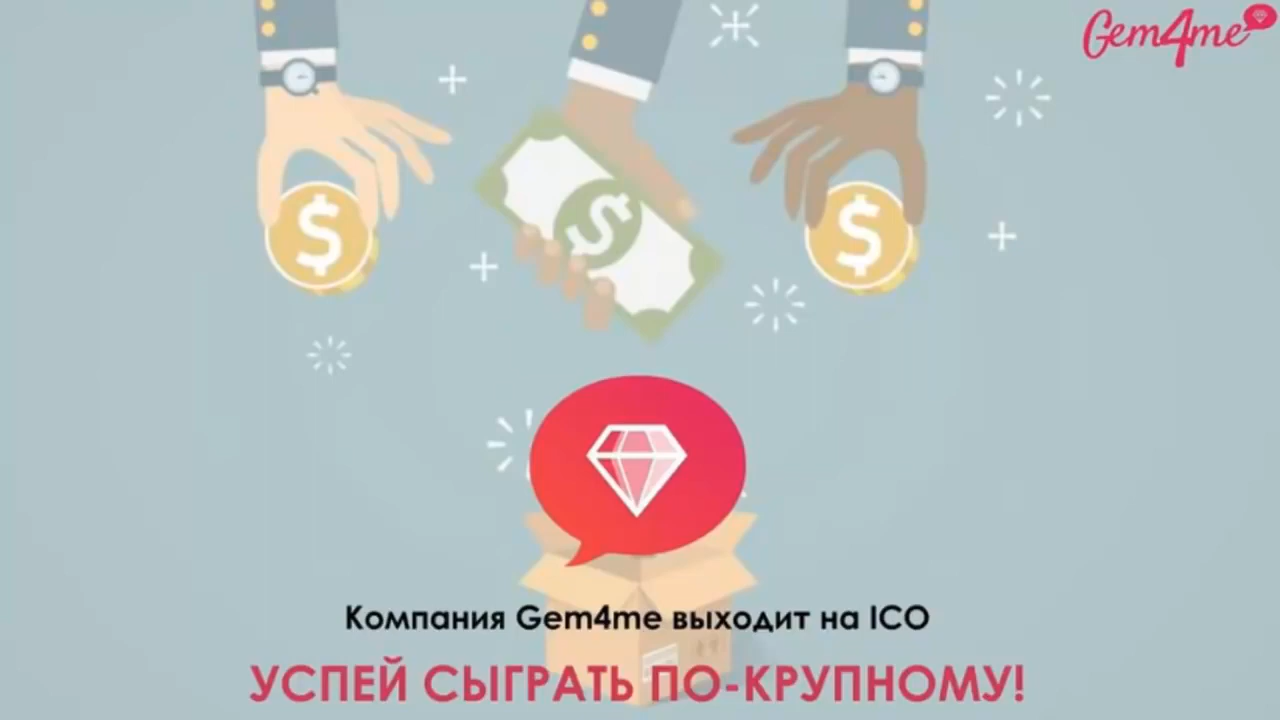 Gem4me
$ $ $
Компания Gem4me выходит на ICO
УСПЕЙ СЫГРАТЬ ПО-КРУПНОМУ!